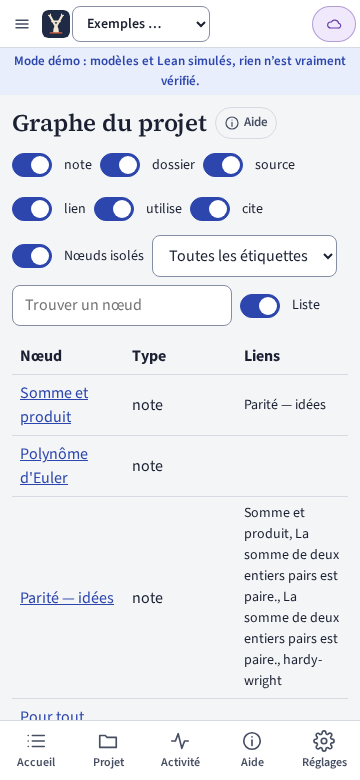 Exemples ...
Mode démo : modèles et Lean simulés, rien n’est vraiment
vérifié.
Graphe du projet
Aide
note
dossier
source
lien
utilise
cite
Nœuds isolés
Toutes les étiquettes
Trouver un nœud
Liste
Nœud Type Liens
Somme et
produit
note
Parité — idées
Polynôme
d'Euler
note
Parité — idées
note
Somme et
produit, La
somme de deux
entiers pairs est
paire., La
somme de deux
entiers pairs est
paire., hardy-
wright
Pour tout
Accueil
Projet
Activité
Aide
Réglages